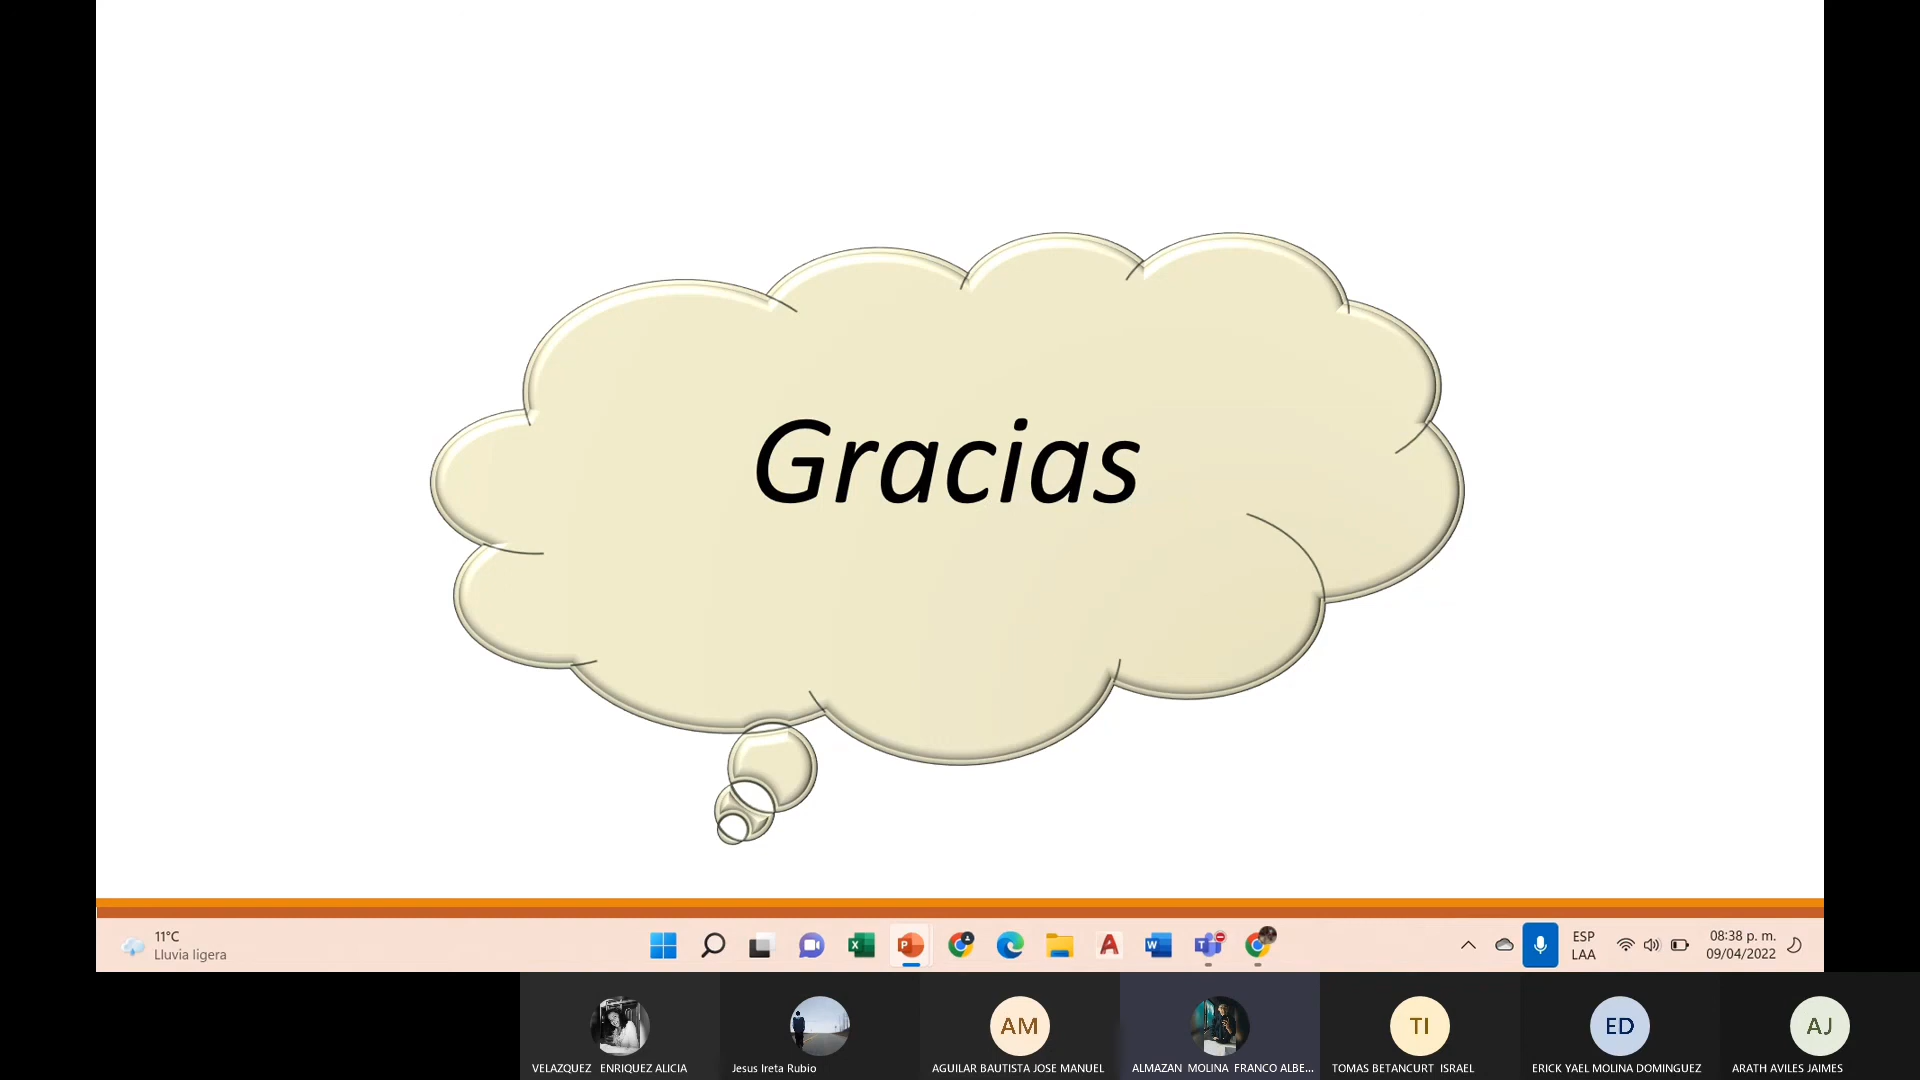 Gracias
11°C
Lluvia ligera
ESP
LAA
08:38 p. m.
09/04/2022
AM
TI
ED
AJ
VELAZQUEZ ENRIQUEZ ALICIA
Jesus Ireta Rubio
AGUILAR BAUTISTA JOSE MANUEL
ALMAZAN MOLINA FRANCO ALBE...
TOMAS BETANCURT ISRAEL
ERICK YAEL MOLINA DOMINGUEZ
ARATH AVILES JAIMES